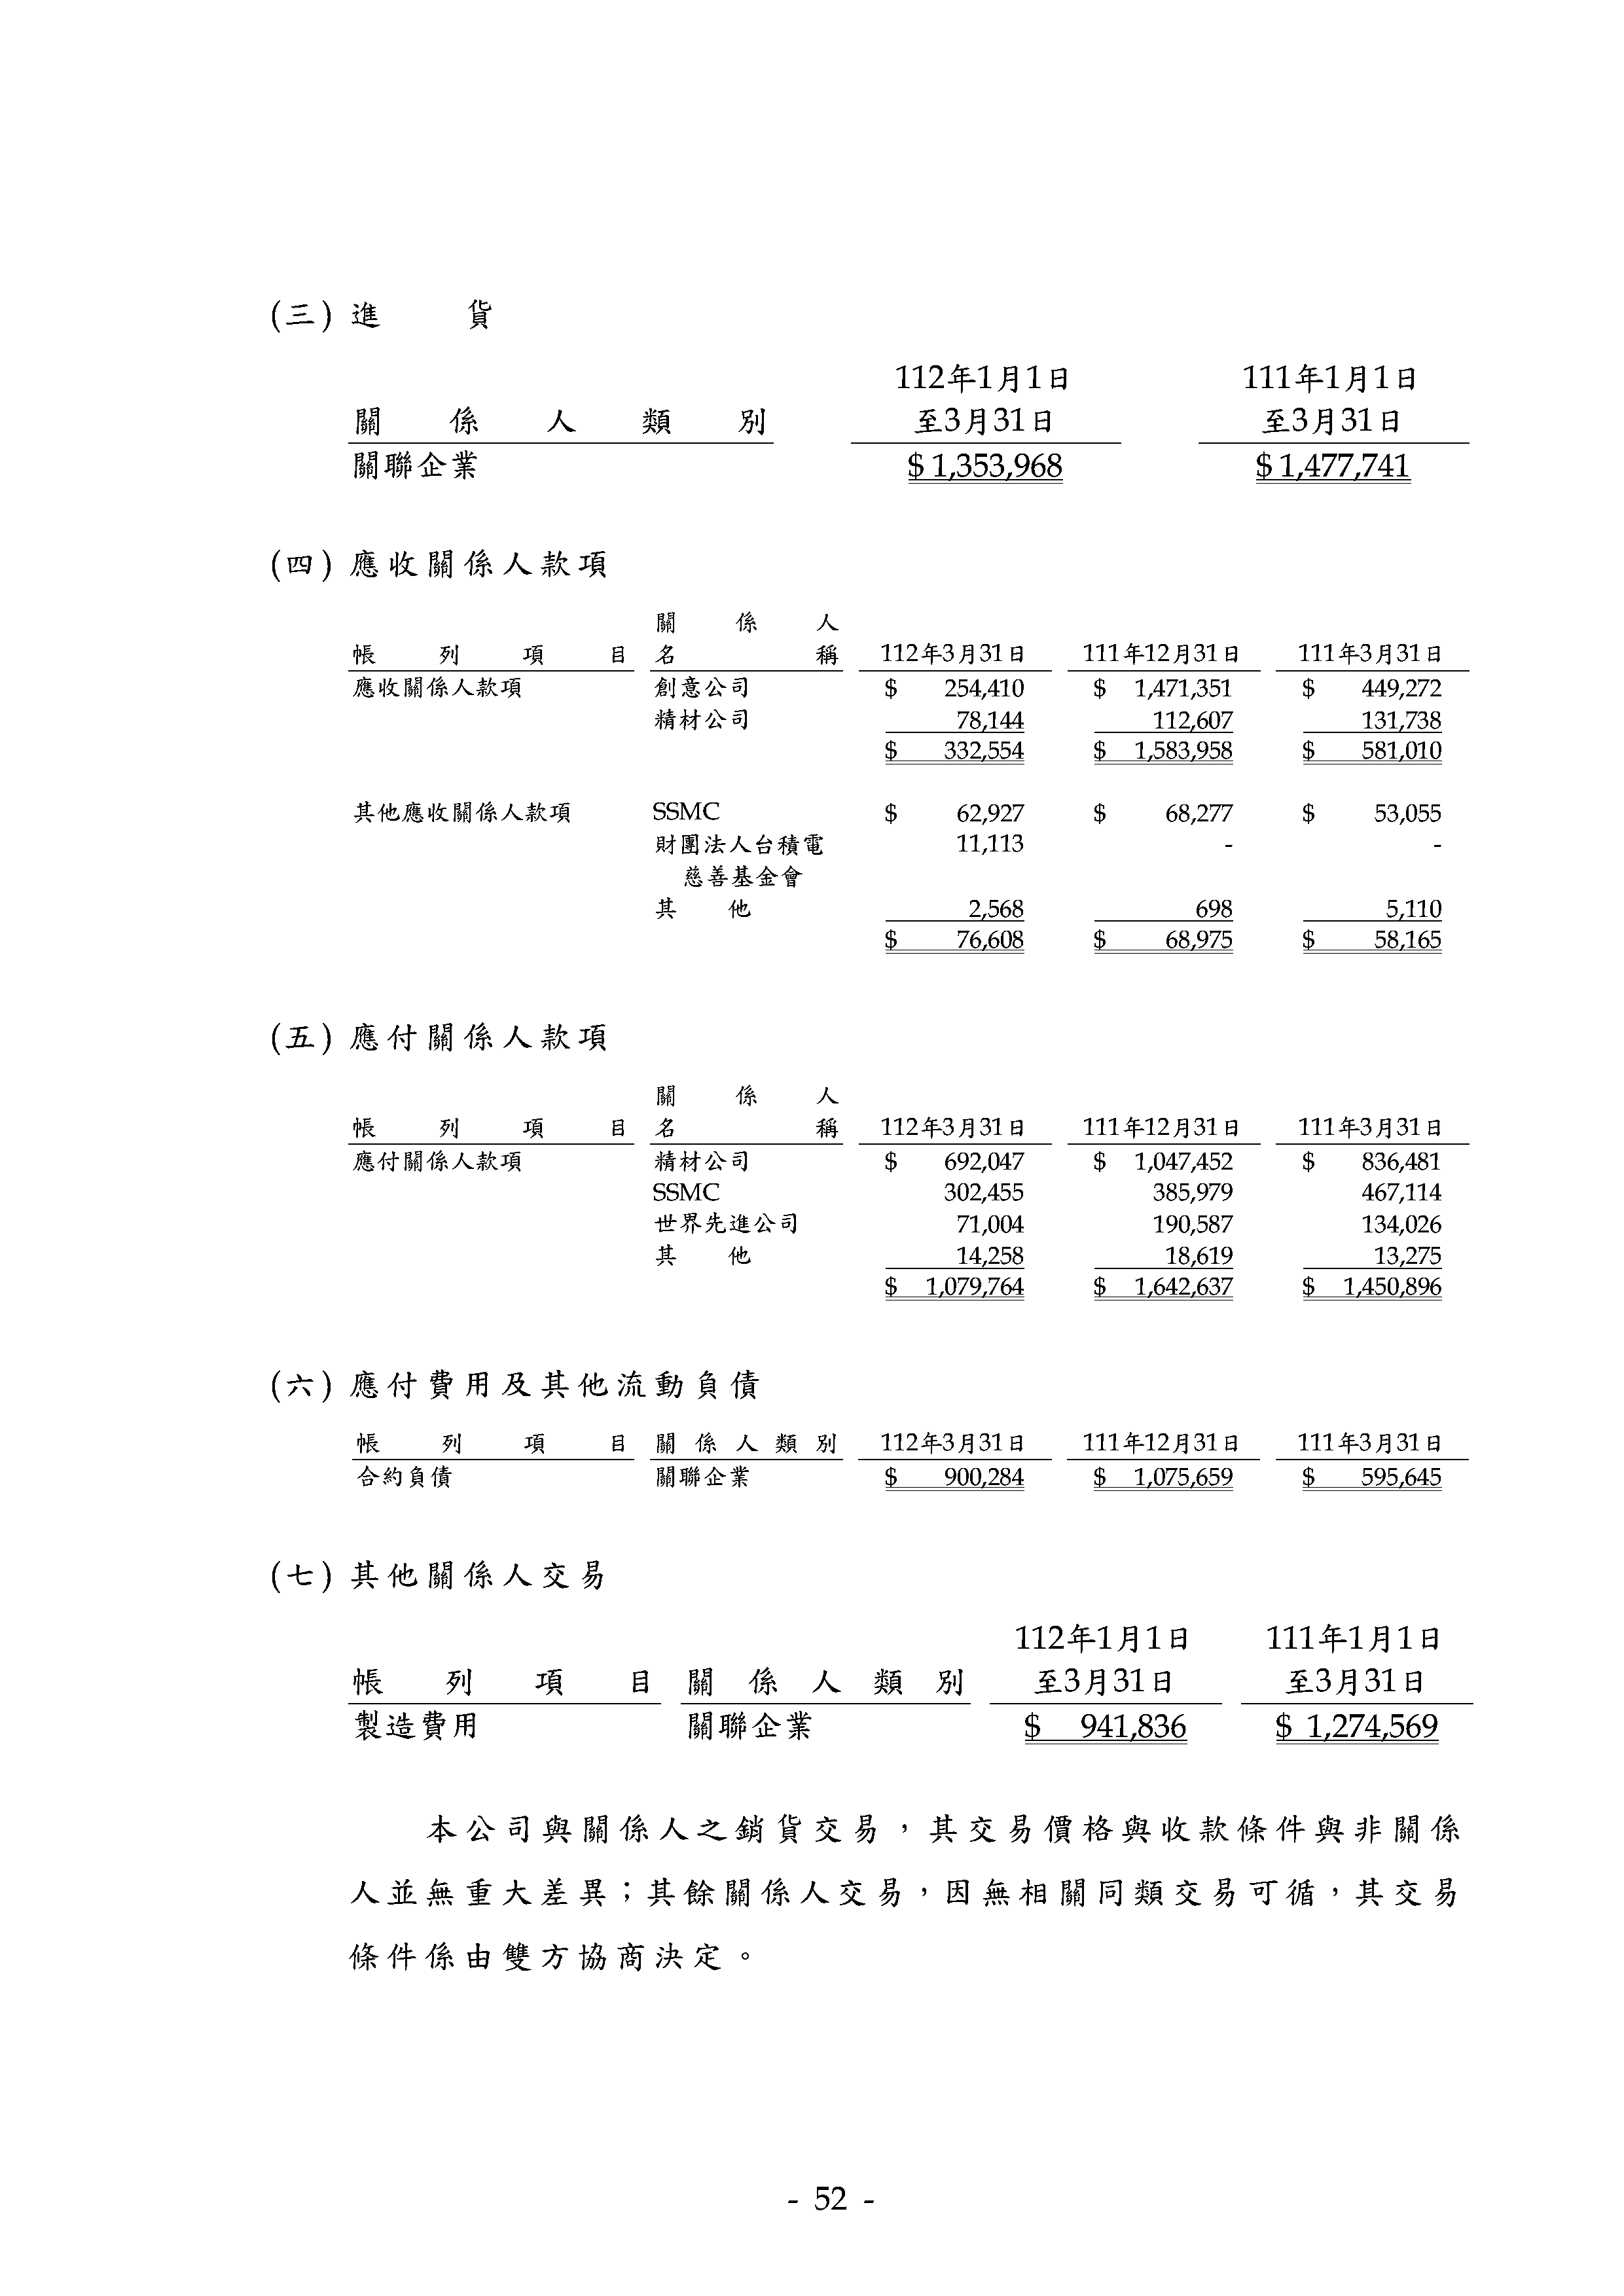 (三) 進 貨
112年1月1日 111年1月1日
關 係 人 類 別 至3月31日 至3月31日
關聯企業 $ 1,353,968 $ 1,477,741
(四) 應收關係人款項
關 係 人
帳 列 項 目 名 稱 112年3月31日 111年12月31日 111年3月31日
應收關係人款項 創意公司 $ 254,410 $ 1,471,351 $ 449,272
精材公司 78,144 112,607 131,738
$ 332,554 $ 1,583,958 $ 581,010
其他應收關係人款項 SSMC $ 62,927 $ 68,277 $ 53,055
財團法人台積電 11,113 - -
慈善基金會
其 他 2,568 698 5,110
$ 76,608 $ 68,975 $ 58,165
(五) 應付關係人款項
關 係 人
帳 列 項 目 名 稱 112年3月31日 111年12月31日 111年3月31日
應付關係人款項 精材公司 $ 692,047 $ 1,047,452 $ 836,481
SSMC 302,455 385,979 467,114
世界先進公司 71,004 190,587 134,026
其 他 14,258 18,619 13,275
$ 1,079,764 $ 1,642,637 $ 1,450,896
(六) 應付費用及其他流動負債
帳 列 項 目 關 係 人 類 別 112年3月31日 111年12月31日 111年3月31日
合約負債 關聯企業 $ 900,284 $ 1,075,659 $ 595,645
(七) 其他關係人交易
112年1月1日 111年1月1日
帳 列 項 目 關 係 人 類 別 至3月31日 至3月31日
製造費用 關聯企業 $ 941,836 $ 1,274,569
本公司與關係人之銷貨交易，其交易價格與收款條件與非關係
人並無重大差異；其餘關係人交易，因無相關同類交易可循，其交易
條件係由雙方協商決定。
- 52 -